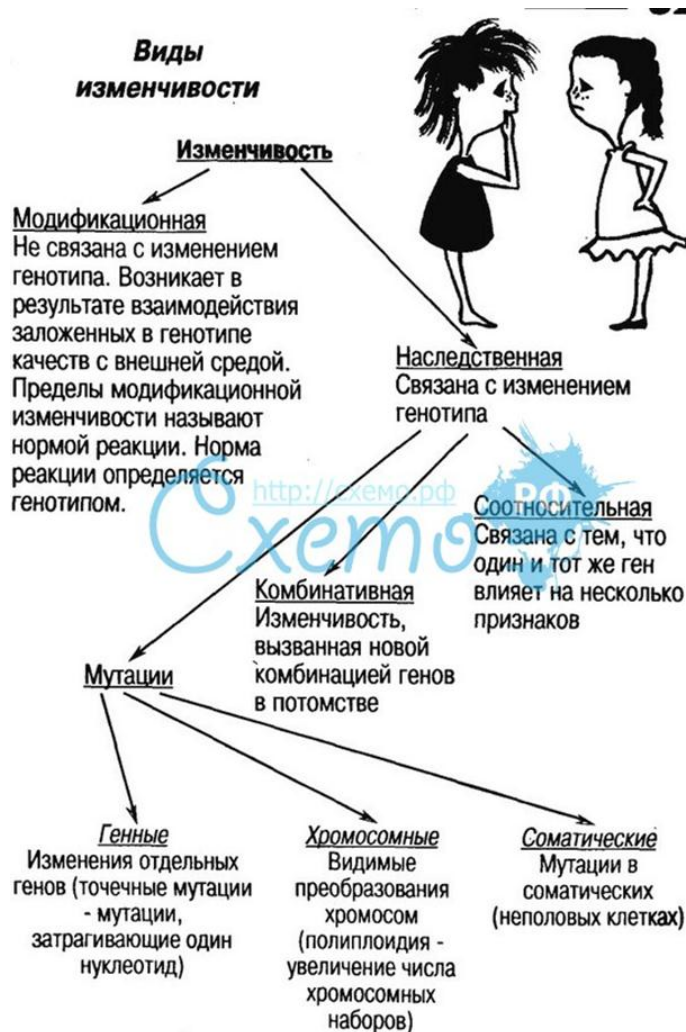 Виды
изменчивости
Изменчивость
Модификационная
Не связана с изменением
генотипа. Возникает в
результате взаимодействия
заложенных в генотипе
качеств с внешней средой.
Пределы модификационной
изменчивости называют
нормой реакции. Норма
реакции определяется
генотипом.
Наследственная
Связана с изменением
генотипа
http://схемо.рф
Схемо
РФ
Соотносительная
Связана с тем, что
один и тот же ген
влияет на несколько
признаков
Комбинативная
Изменчивость,
вызванная новой
комбинацией генов
в потомстве
Мутации
Генные
Изменения отдельных
генов (точечные мутации
- мутации,
затрагивающие один
нуклеотид)
Хромосомные
Видимые
преобразования
хромосом
(полиплоидия -
увеличение числа
хромосомных
наборов)
Соматические
Мутации в
соматических
(неполовых клетках)